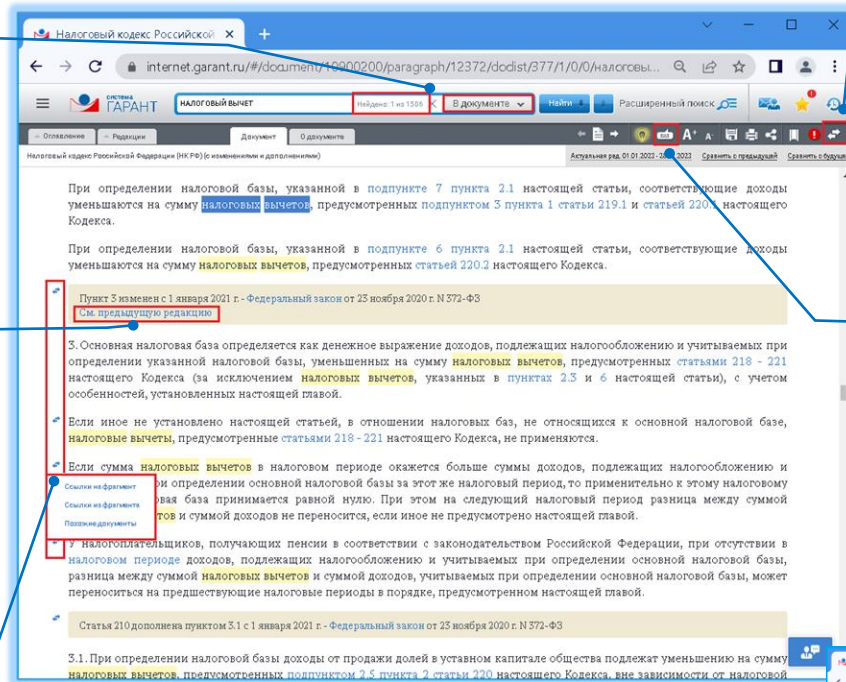 Налоговый кодекс Российской
internet.garant.ru/#/document/10900200/paragraph/12372/dodist/377/1/0/0/налоговы...
система ГАРАНТ НАЛОГОВЫЙ ВЫЧЕТ Найдено: 1 из 1506 В документе Найти Расширенный поиск
Оглавление Редакции Документ О документе A+ A-
Налоговый кодекс Российской Федерации (НК РФ) (с изменениями и дополнениями) Актуальная ред. 01.01.2023 - 2023 Сравнить с предыдущей Сравнить с будуще
При определении налоговой базы, указанной в подпункте 7 пункта 2.1 настоящей статьи, соответствующие доходы
уменьшаются на сумму налоговых вычетов, предусмотренных подпунктом 3 пункта 1 статьи 219.1 и статьей 220.1 настоящего
Кодекса.
При определении налоговой базы, указанной в подпункте 6 пункта 2.1 настоящей статьи, соответствующие доходы
уменьшаются на сумму налоговых вычетов, предусмотренных статьей 220.2 настоящего Кодекса.
Пункт 3 изменен с 1 января 2021 г. - Федеральный закон от 23 ноября 2020 г. N 372-ФЗ
См. предыдущую редакцию
3. Основная налоговая база определяется как денежное выражение доходов, подлежащих налогообложению и учитываемых при
определении указанной налоговой базы, уменьшенных на сумму налоговых вычетов, предусмотренных статьями 218 - 221
настоящего Кодекса (за исключением налоговых вычетов, указанных в пунктах 2.3 и 6 настоящей статьи), с учетом
особенностей, установленных настоящей главой.
Если иное не установлено настоящей статьей, в отношении налоговых баз, не относящихся к основной налоговой базе,
налоговые вычеты, предусмотренные статьями 218 - 221 настоящего Кодекса, не применяются.
Если сумма налоговых вычетов в налоговом периоде окажется больше суммы доходов, подлежащих налогообложению и
Ссылки на фрагмент ри определении основной налоговой базы за этот же налоговый период, то применительно к этому налоговому
Ссылки из фрагмента вая база принимается равной нулю. При этом на следующий налоговый период разница между суммой
Похожие документы тов и суммой доходов не переносится, если иное не предусмотрено настоящей главой.
У налогоплательщиков, получающих пенсии в соответствии с законодательством Российской Федерации, при отсутствии в
налоговом периоде доходов, подлежащих налогообложению и учитываемых при определении основной налоговой базы,
разница между суммой налоговых вычетов и суммой доходов, учитываемых при определении основной налоговой базы, может
переноситься на предшествующие налоговые периоды в порядке, предусмотренном настоящей главой.
Статья 210 дополнена пунктом 3.1 с 1 января 2021 г. - Федеральный закон от 23 ноября 2020 г. N 372-ФЗ
3.1. При определении налоговой базы доходы от продажи долей в уставном капитале общества подлежат уменьшению на сумму
налоговых вычетов, предусмотренных подпунктом 2.5 пункта 2 статьи 220 настоящего Кодекса, вне зависимости от налоговой